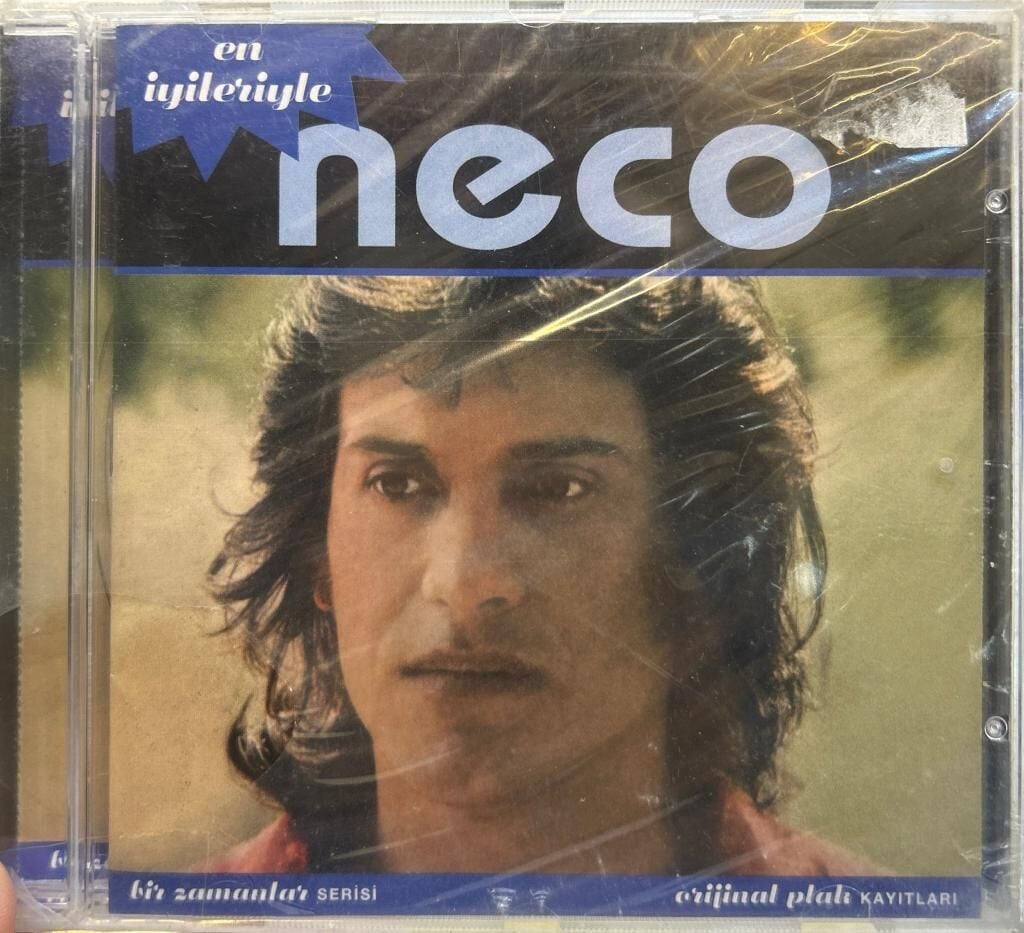 en
iyileriyle
neco
bir zamanlar SERİSİ
orijinal plak KAYITLARI